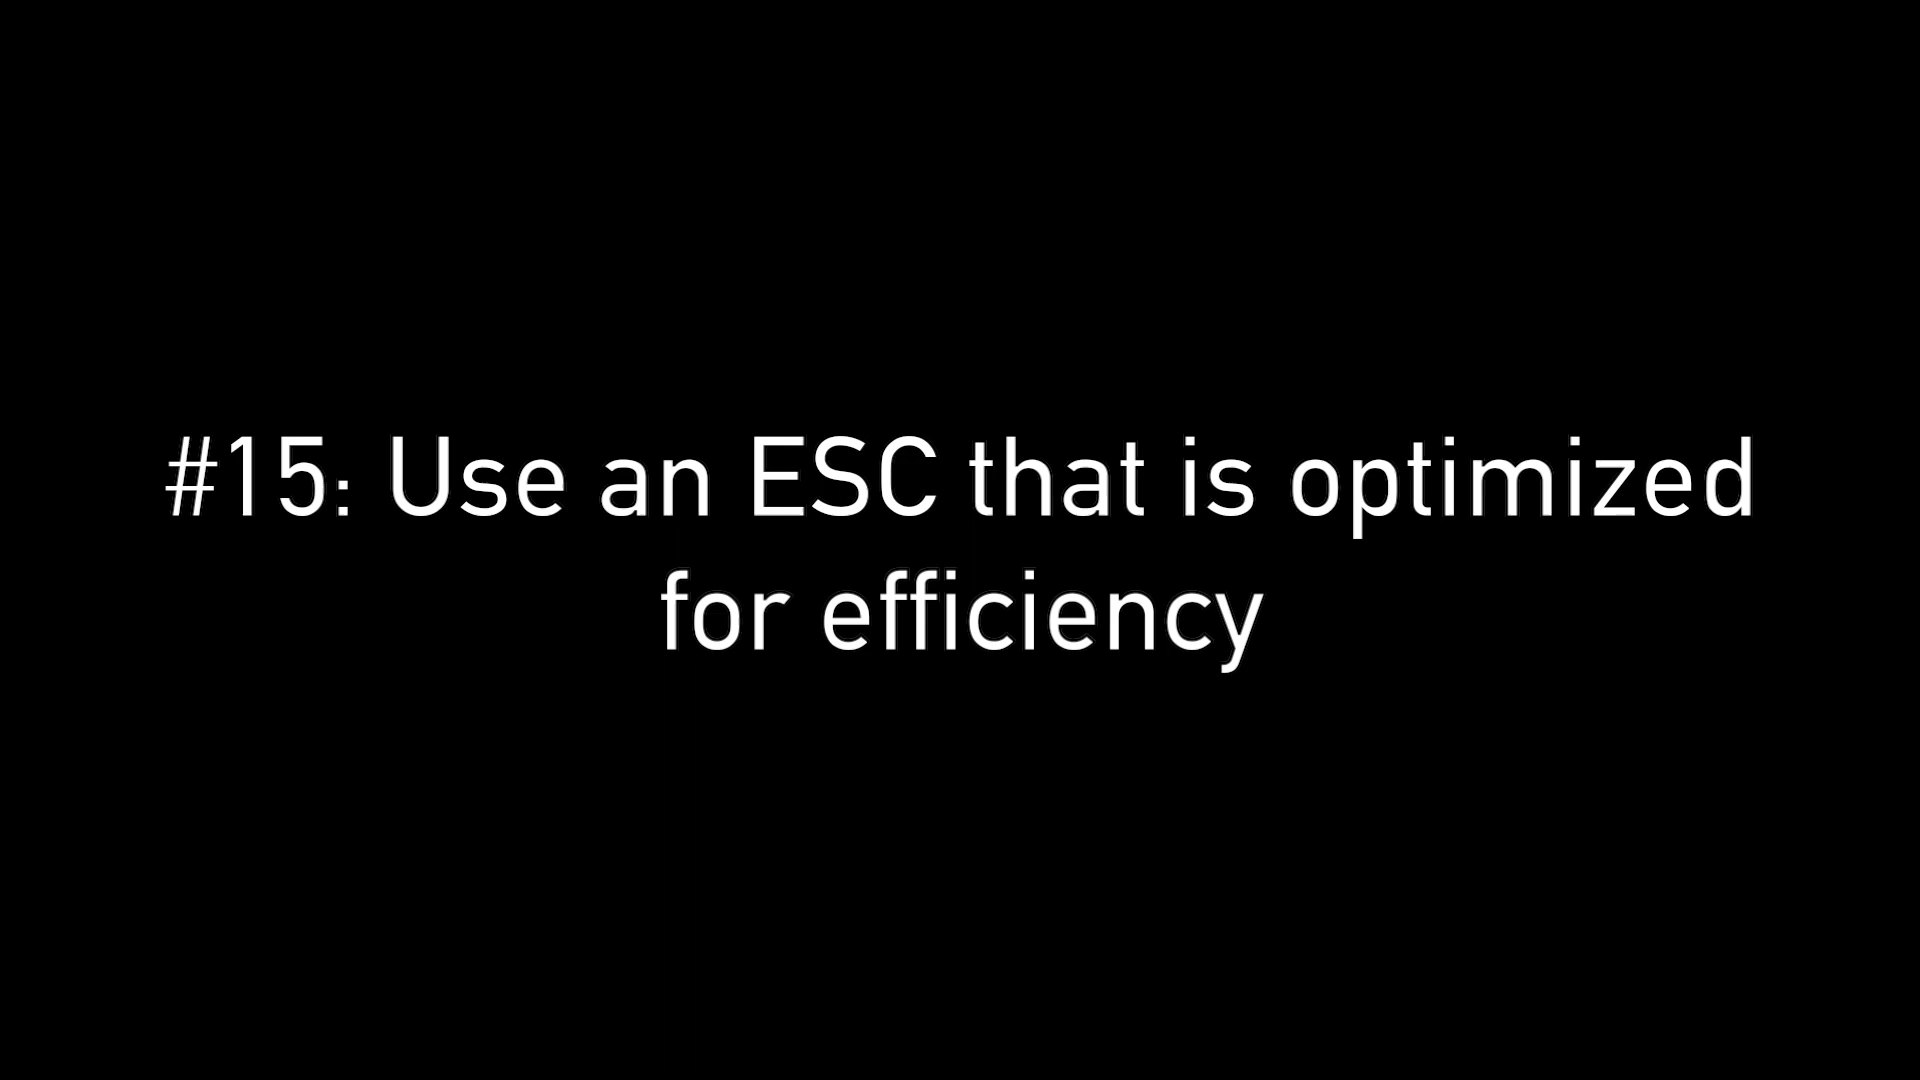 #15: Use an ESC that is optimized
for efficiency